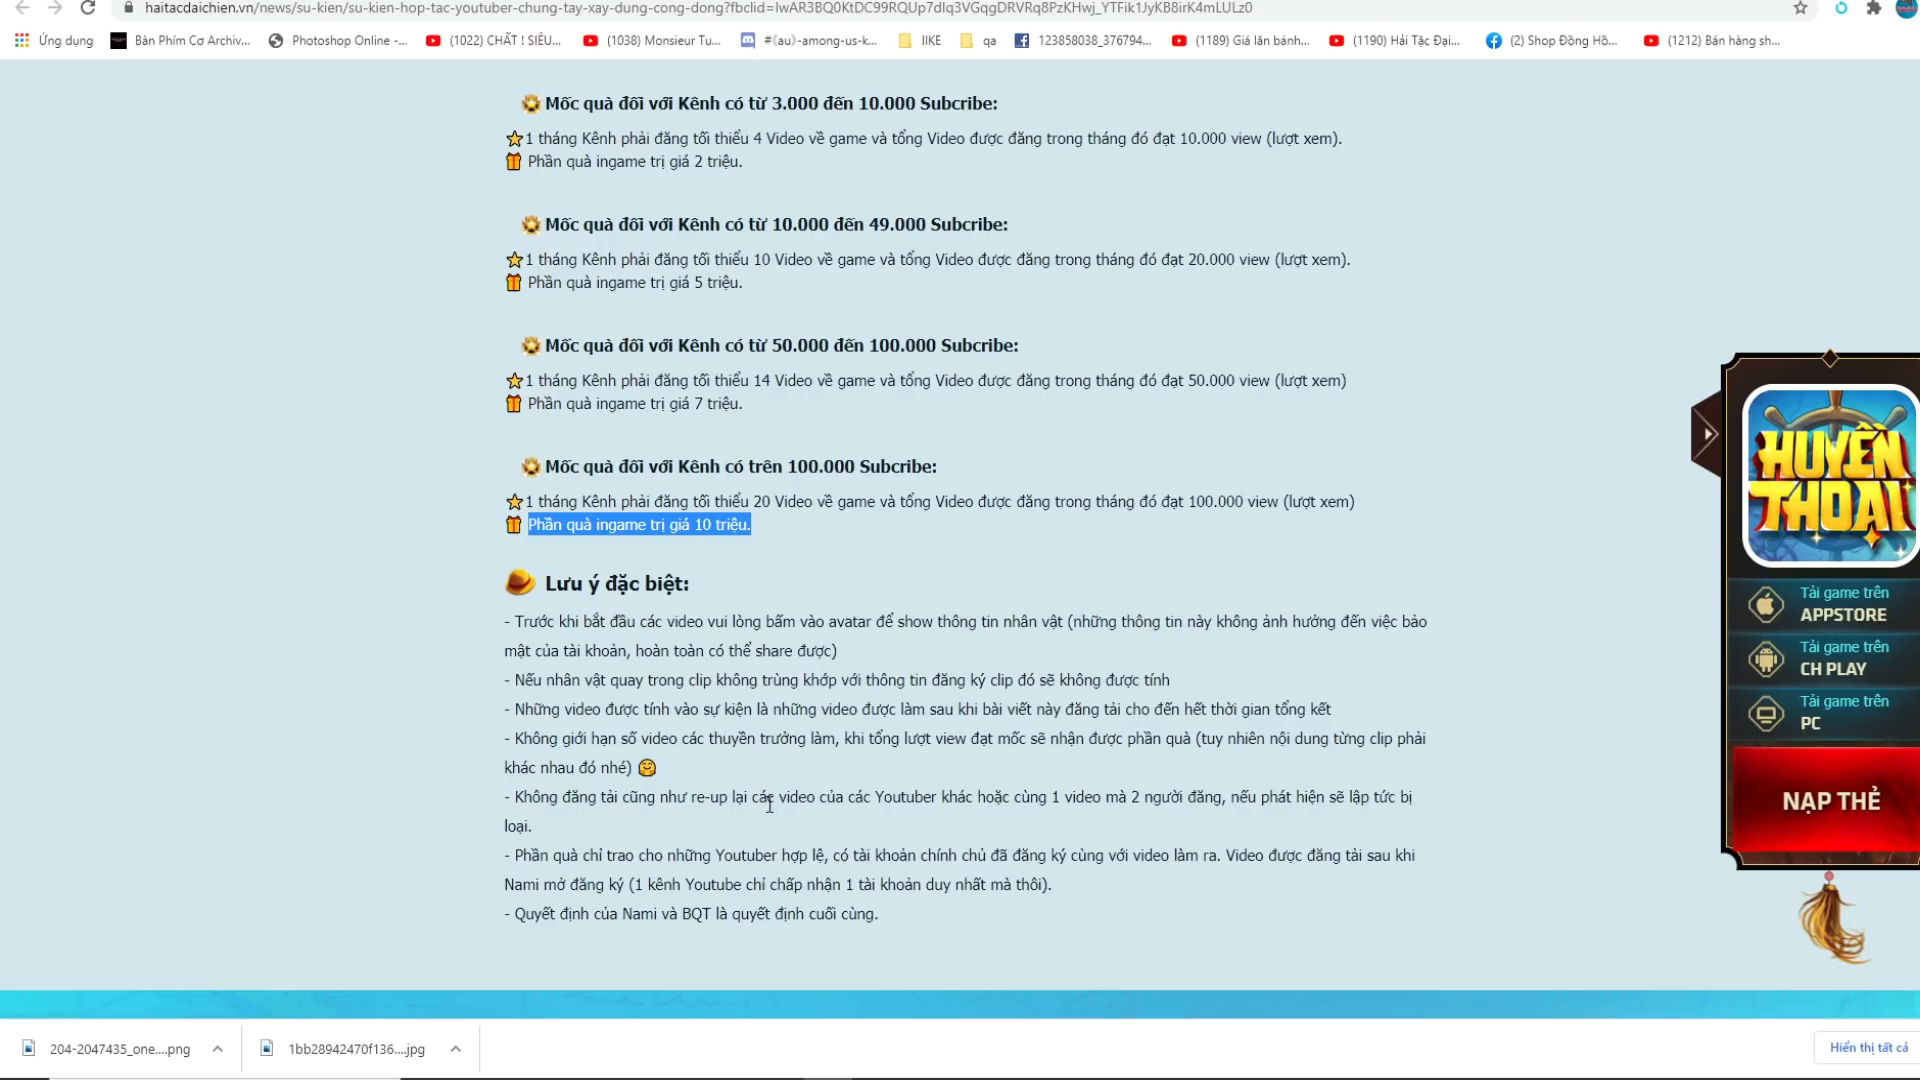 haitacdaichien.vn/news/su-kien/su-kien-hop-tac-youtuber-chung-tay-xay-dung-cong-dong?fbclid=IwAR3BQ0KtDC99RQUp7dIq3VGqgDRVRq8PzKHwj_YTFik1JyKB8irK4mLULz0
Ứng dụng
Bàn Phím Cơ Archiv...
Photoshop Online -...
(1022) CHẤT ! SIÊU...
(1038) Monsieur Tu...
#《au》-among-us-k...
IIKE
qa
123858038_376794...
(1189) Giá lăn bánh...
(1190) Hải Tặc Đại...
(2) Shop Đồng Hồ...
(1212) Bán hàng sh...
Mốc quà đối với Kênh có từ 3.000 đến 10.000 Subcribe:
1 tháng Kênh phải đăng tối thiểu 4 Video về game và tổng Video được đăng trong tháng đó đạt 10.000 view (lượt xem).
Phần quà ingame trị giá 2 triệu.
Mốc quà đối với Kênh có từ 10.000 đến 49.000 Subcribe:
1 tháng Kênh phải đăng tối thiểu 10 Video về game và tổng Video được đăng trong tháng đó đạt 20.000 view (lượt xem).
Phần quà ingame trị giá 5 triệu.
Mốc quà đối với Kênh có từ 50.000 đến 100.000 Subcribe:
1 tháng Kênh phải đăng tối thiểu 14 Video về game và tổng Video được đăng trong tháng đó đạt 50.000 view (lượt xem)
Phần quà ingame trị giá 7 triệu.
Mốc quà đối với Kênh có trên 100.000 Subcribe:
1 tháng Kênh phải đăng tối thiểu 20 Video về game và tổng Video được đăng trong tháng đó đạt 100.000 view (lượt xem)
Phần quà ingame trị giá 10 triệu.
Lưu ý đặc biệt:
- Trước khi bắt đầu các video vui lòng bấm vào avatar để show thông tin nhân vật (những thông tin này không ảnh hưởng đến việc bảo
mật của tài khoản, hoàn toàn có thể share được)
- Nếu nhân vật quay trong clip không trùng khớp với thông tin đăng ký clip đó sẽ không được tính
- Những video được tính vào sự kiện là những video được làm sau khi bài viết này đăng tải cho đến hết thời gian tổng kết
- Không giới hạn số video các thuyền trưởng làm, khi tổng lượt view đạt mốc sẽ nhận được phần quà (tuy nhiên nội dung từng clip phải
khác nhau đó nhé)
- Không đăng tải cũng như re-up lại các video của các Youtuber khác hoặc cùng 1 video mà 2 người đăng, nếu phát hiện sẽ lập tức bị
loại.
- Phần quà chỉ trao cho những Youtuber hợp lệ, có tài khoản chính chủ đã đăng ký cùng với video làm ra. Video được đăng tải sau khi
Nami mở đăng ký (1 kênh Youtube chỉ chấp nhận 1 tài khoản duy nhất mà thôi).
- Quyết định của Nami và BQT là quyết định cuối cùng.
HUYỀN
THOẠI
Tải game trên
APPSTORE
Tải game trên
CH PLAY
Tải game trên
PC
NẠP THẺ
204-2047435_one....png
1bb28942470f136....jpg
Hiển thị tất cả